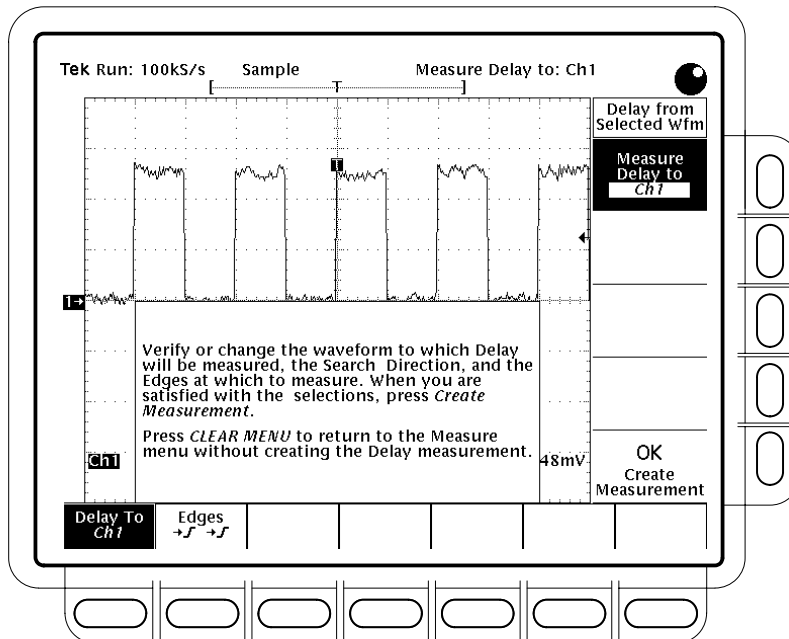 Tek Run: 100kS/s Sample Measure Delay to: Ch1
[ T ]
Delay from
Selected Wfm
Measure
Delay to
Ch1
T
1→
Verify or change the waveform to which Delay
will be measured, the Search Direction, and the
Edges at which to measure. When you are
satisfied with the selections, press Create
Measurement.
Press CLEAR MENU to return to the Measure
menu without creating the Delay measurement.
Ch1
48mV
OK
Create
Measurement
Delay To
Ch1
Edges